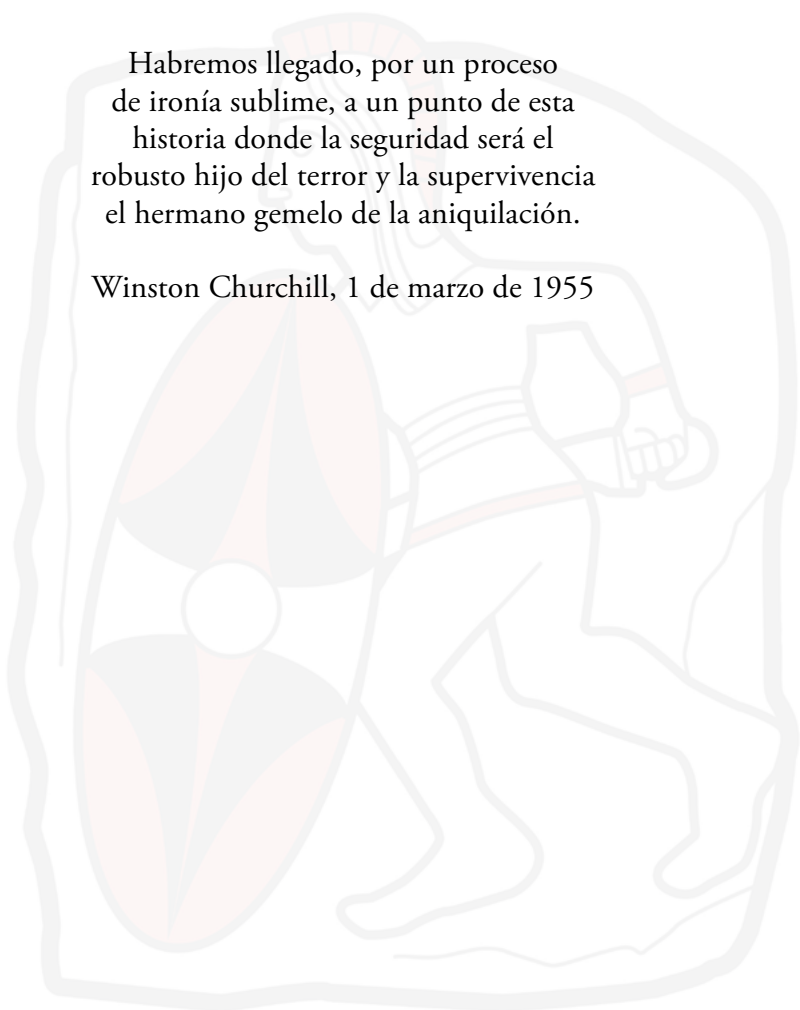 Habremos llegado, por un proceso
de ironía sublime, a un punto de esta
historia donde la seguridad será el
robusto hijo del terror y la supervivencia
el hermano gemelo de la aniquilación.
Winston Churchill, 1 de marzo de 1955